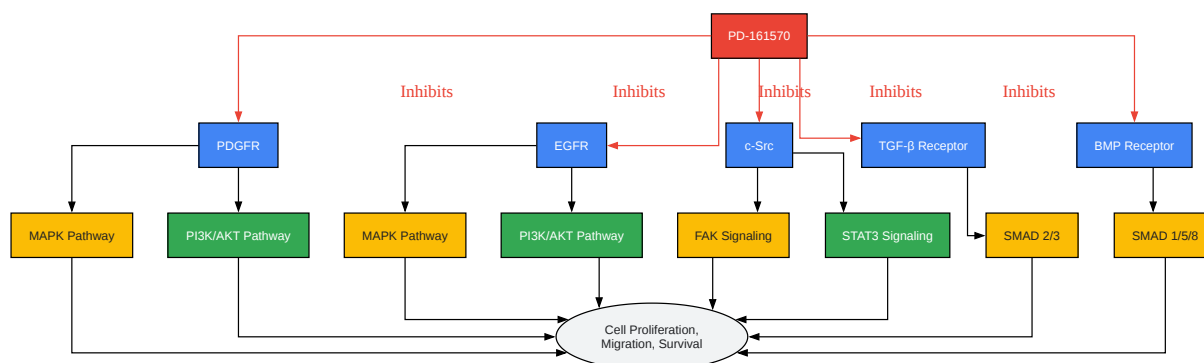 PD-161570
Inhibits
Inhibits
Inhibits
Inhibits
Inhibits
PDGFR
EGFR
c-Src
TGF-β Receptor
BMP Receptor
MAPK Pathway
PI3K/AKT Pathway
MAPK Pathway
PI3K/AKT Pathway
FAK Signaling
STAT3 Signaling
SMAD 2/3
SMAD 1/5/8
Cell Proliferation,
Migration, Survival